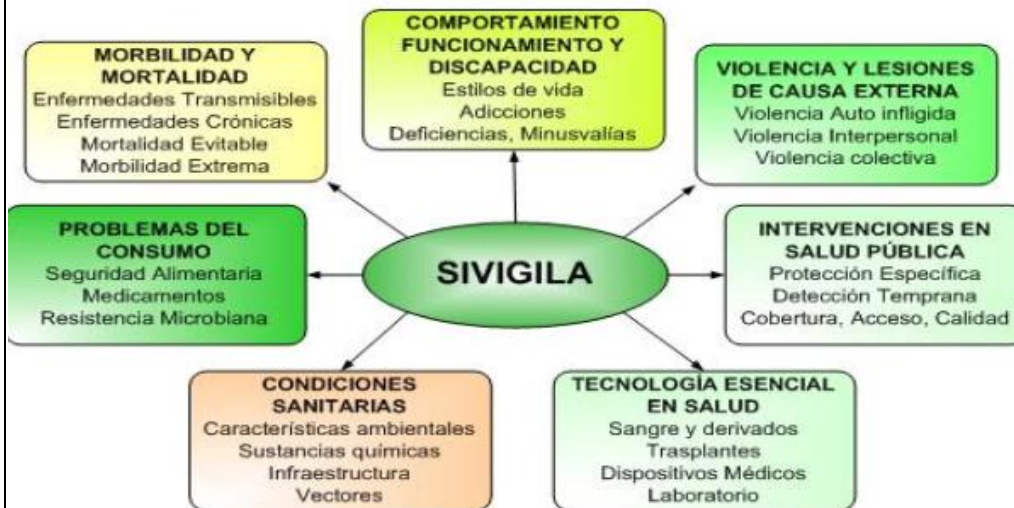 COMPORTAMIENTO
FUNCIONAMIENTO Y
DISCAPACIDAD
Estilos de vida
Adicciones
Deficiencias, Minusvalías
MORBILIDAD Y
MORTALIDAD
Enfermedades Transmisibles
Enfermedades Crónicas
Mortalidad Evitable
Morbilidad Extrema
VIOLENCIA Y LESIONES
DE CAUSA EXTERNA
Violencia Auto infligida
Violencia Interpersonal
Violencia colectiva
PROBLEMAS DEL
CONSUMO
Seguridad Alimentaria
Medicamentos
Resistencia Microbiana
SIVIGILA
INTERVENCIONES EN
SALUD PÚBLICA
Protección Específica
Detección Temprana
Cobertura, Acceso, Calidad
CONDICIONES
SANITARIAS
Características ambientales
Sustancias químicas
Infraestructura
Vectores
TECNOLOGÍA ESENCIAL
EN SALUD
Sangre y derivados
Trasplantes
Dispositivos Médicos
Laboratorio